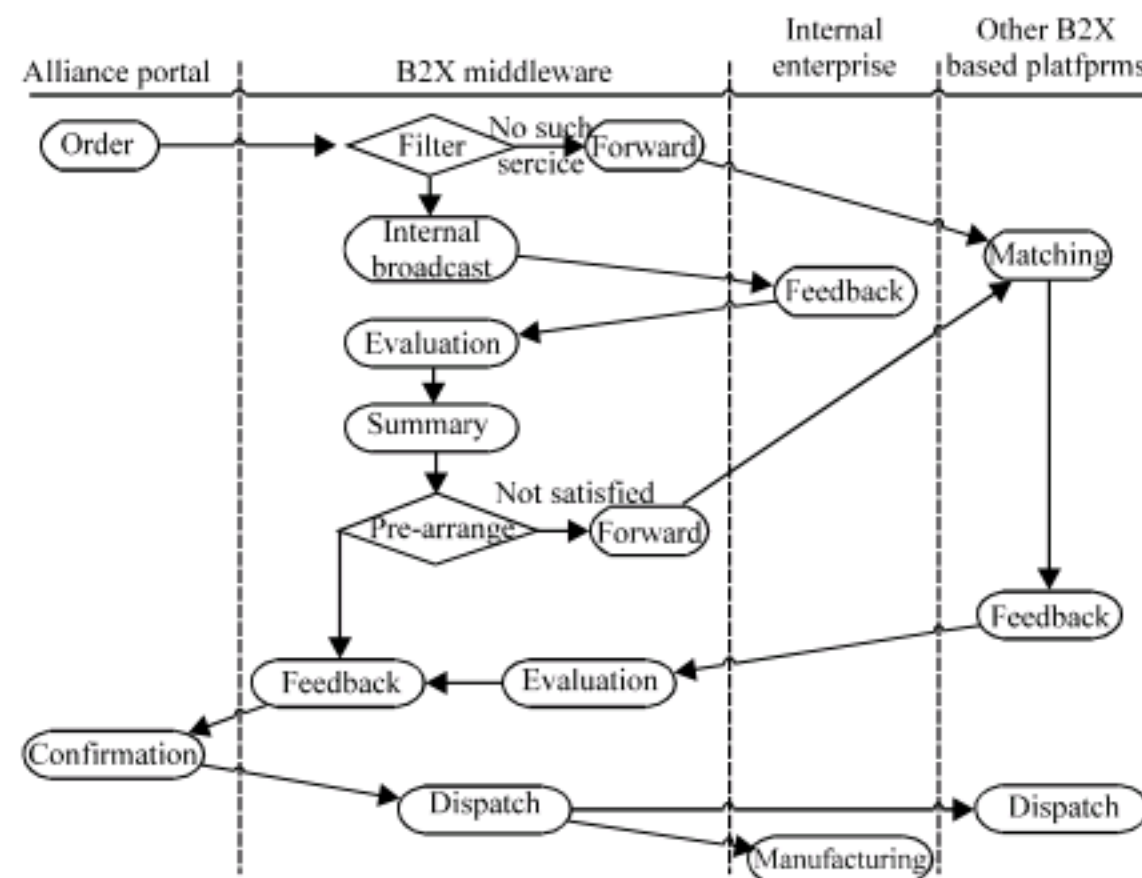 Internal
enterprise
Other B2X
based platfprms
Alliance portal
B2X middleware
Order
Filter
No such
sercice
Forward
Internal
broadcast
Matching
Feedback
Evaluation
Summary
Not satisfied
Pre-arrange
Forward
Feedback
Feedback
Evaluation
Confirmation
Dispatch
Dispatch
Manufacturing